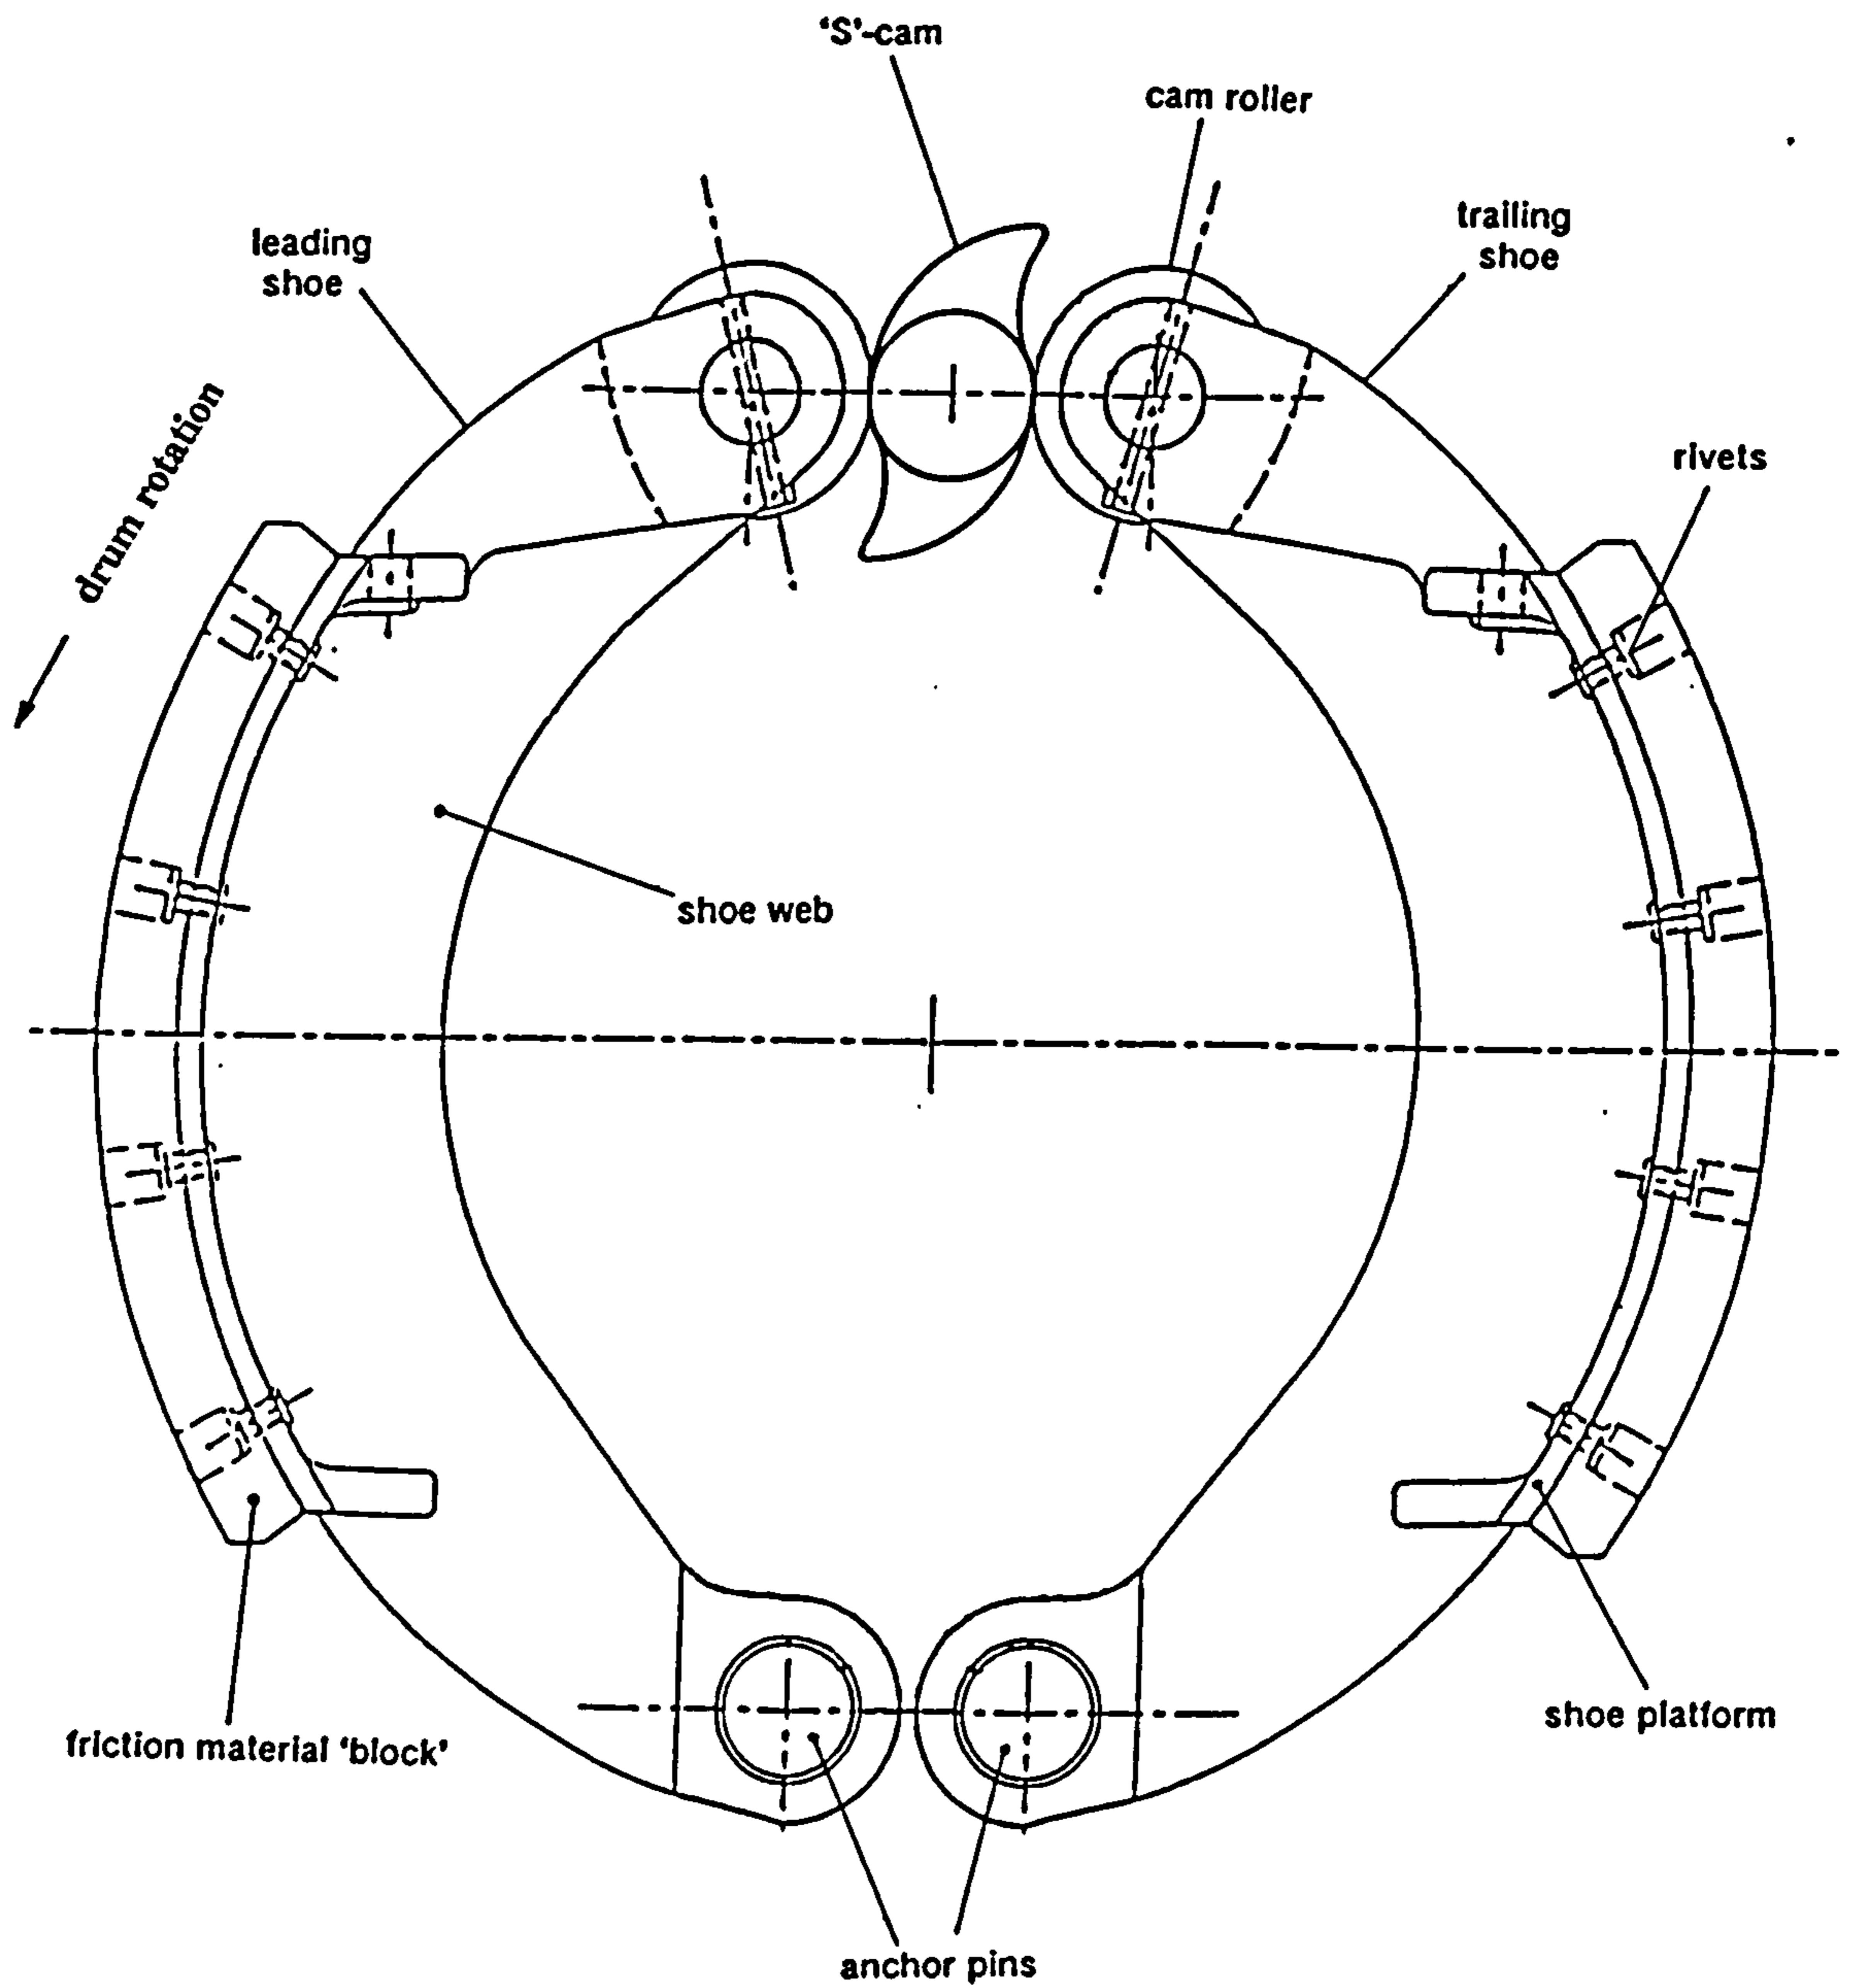 'S'-cam
cam roller
trailing
shoe
leading
shoe
drum rotation
rivets
shoe web
shoe platform
friction material 'block'
anchor pins